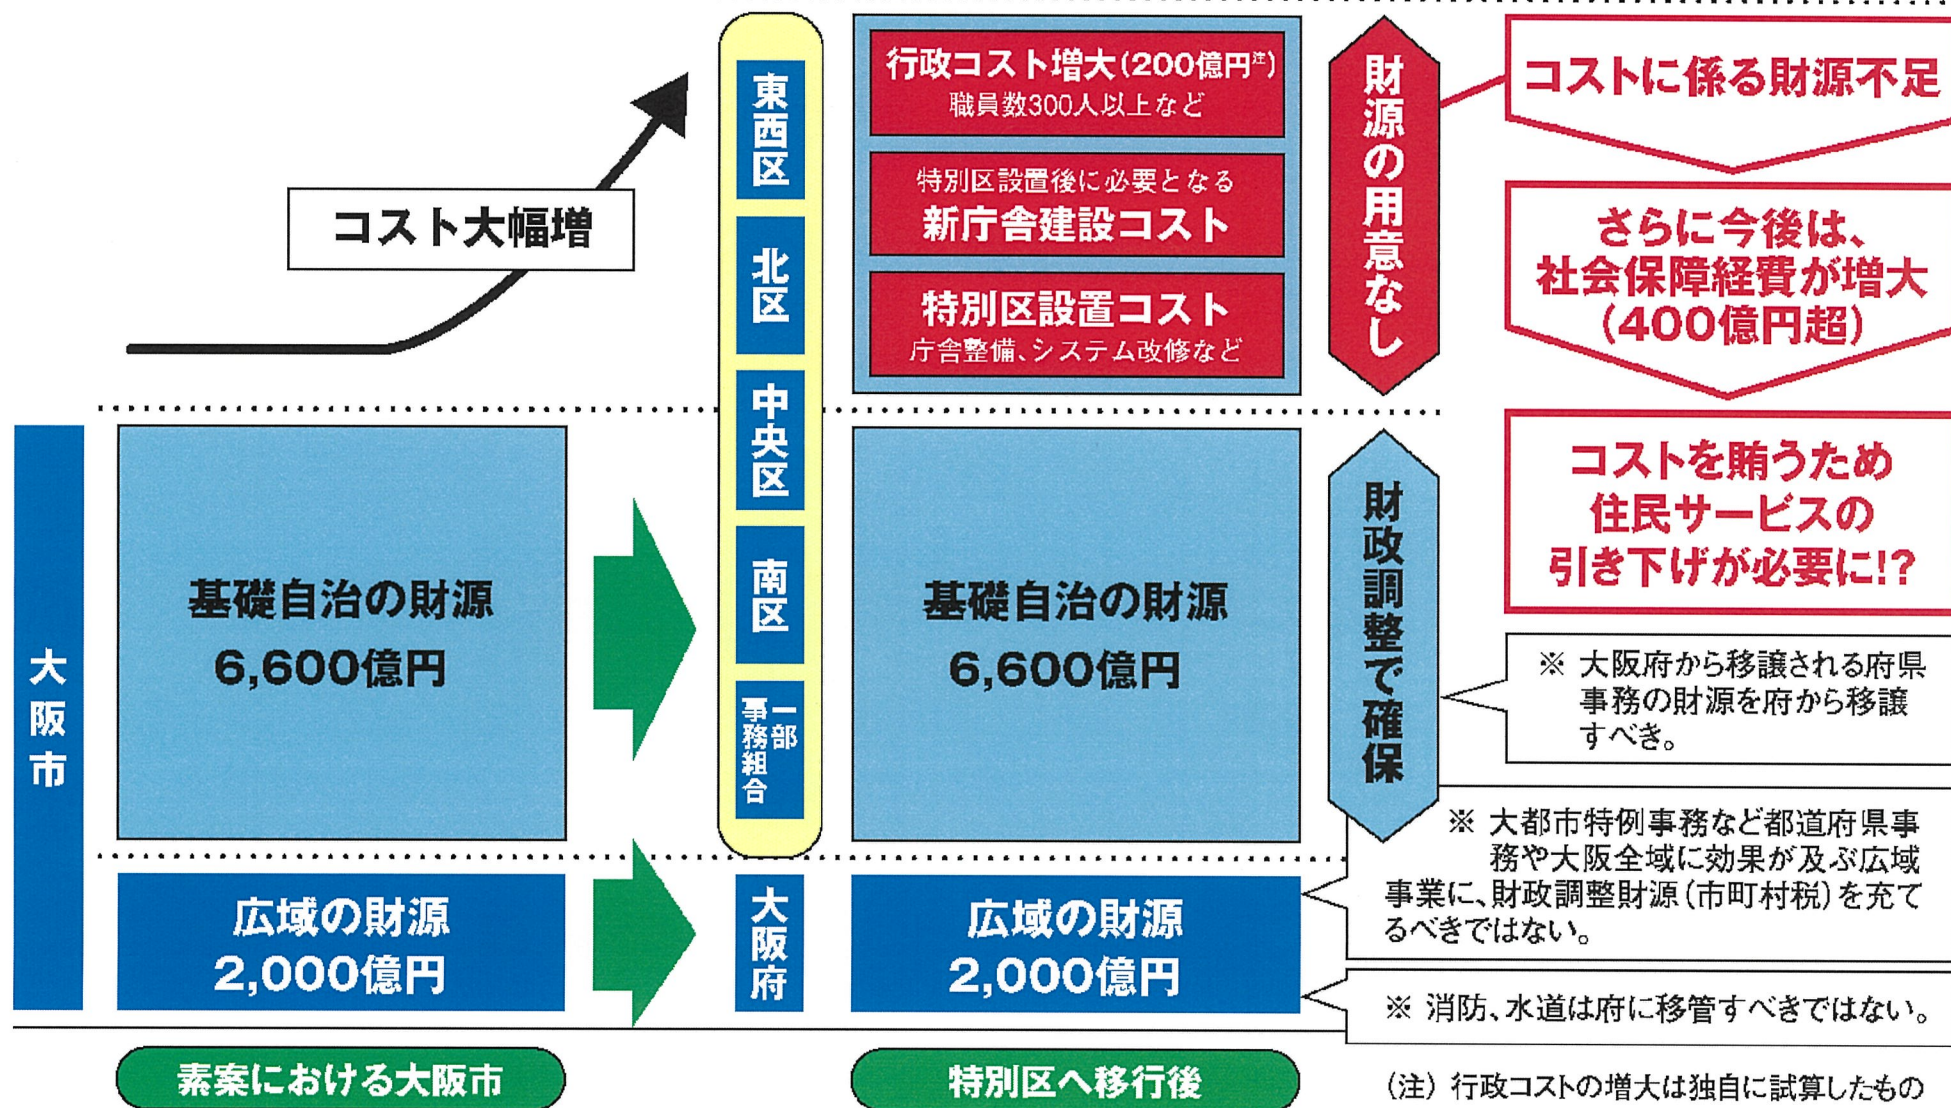 コスト大幅増
大阪市
基礎自治の財源
6,600億円
広域の財源
2,000億円
素案における大阪市
東西区
北区
中央区
南区
一部
事務組合
大阪府
行政コスト増大(200億円注)
職員数300人以上など
特別区設置後に必要となる
新庁舎建設コスト
特別区設置コスト
庁舎整備、システム改修など
基礎自治の財源
6,600億円
広域の財源
2,000億円
特別区へ移行後
財源の用意なし
財政調整で確保
コストに係る財源不足
さらに今後は、
社会保障経費が増大
(400億円超)
コストを賄うため
住民サービスの
引き下げが必要に!?
※ 大阪府から移譲される府県
事務の財源を府から移譲
すべき。
※ 大都市特例事務など都道府県事
務や大阪全域に効果が及ぶ広域
事業に、財政調整財源(市町村税)を充て
るべきではない。
※ 消防、水道は府に移管すべきではない。
(注) 行政コストの増大は独自に試算したもの